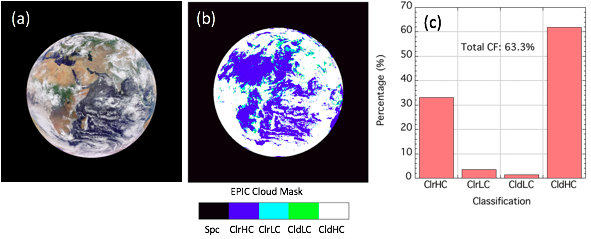 (a)
(b)
EPIC Cloud Mask
Spc ClrHC ClrLC CldLC CldHC
(c)
Total CF: 63.3%
Percentage (%)
70
60
50
40
30
20
10
0
ClrHC ClrLC CldLC CldHC
Classification